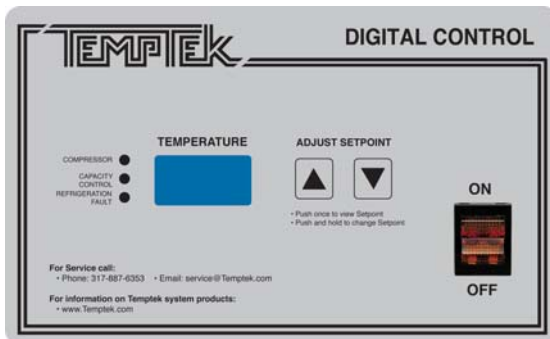 TEMPTEK
DIGITAL CONTROL
TEMPERATURE
ADJUST SETPOINT
COMPRESSOR
CAPACITY
CONTROL
REFRIGERATION
FAULT
• Push once to view Setpoint
• Push and hold to change Setpoint
ON
OFF
For Service call:
• Phone: 317-887-6353 • Email: service@Temptek.com
For information on Temptek system products:
• www.Temptek.com